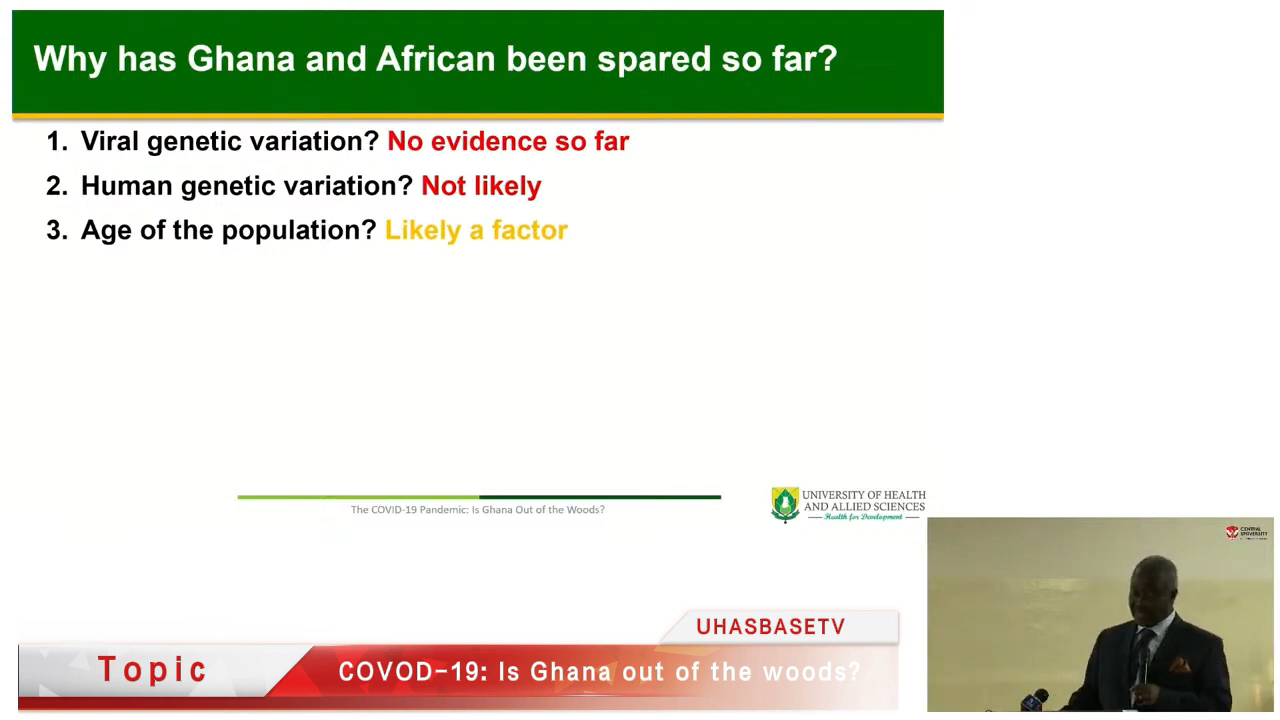 Why has Ghana and African been spared so far?
1. Viral genetic variation? No evidence so far
2. Human genetic variation? Not likely
3. Age of the population? Likely a factor
The COVID-19 Pandemic: Is Ghana Out of the Woods?
UNIVERSITY OF HEALTH
AND ALLIED SCIENCES
Health for Development
CENTRAL
UNIVERSITY
UHASBASETV
Topic
COVOD-19: Is Ghana out of the woods?